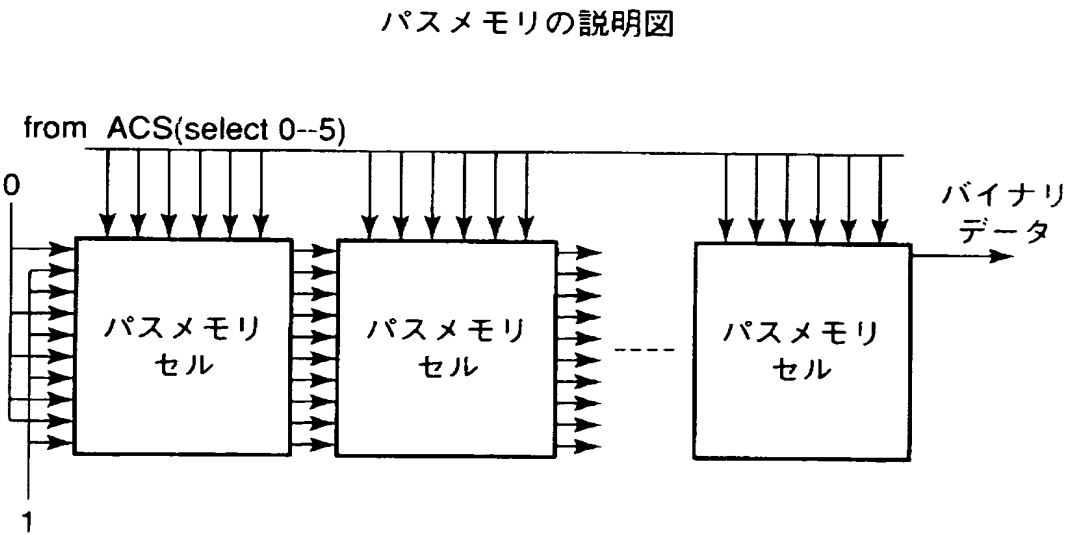 パスメモリの説明図
from ACS(select 0--5)
0
バイナリ
データ
パスメモリ
セル
パスメモリ
セル
パスメモリ
セル
1